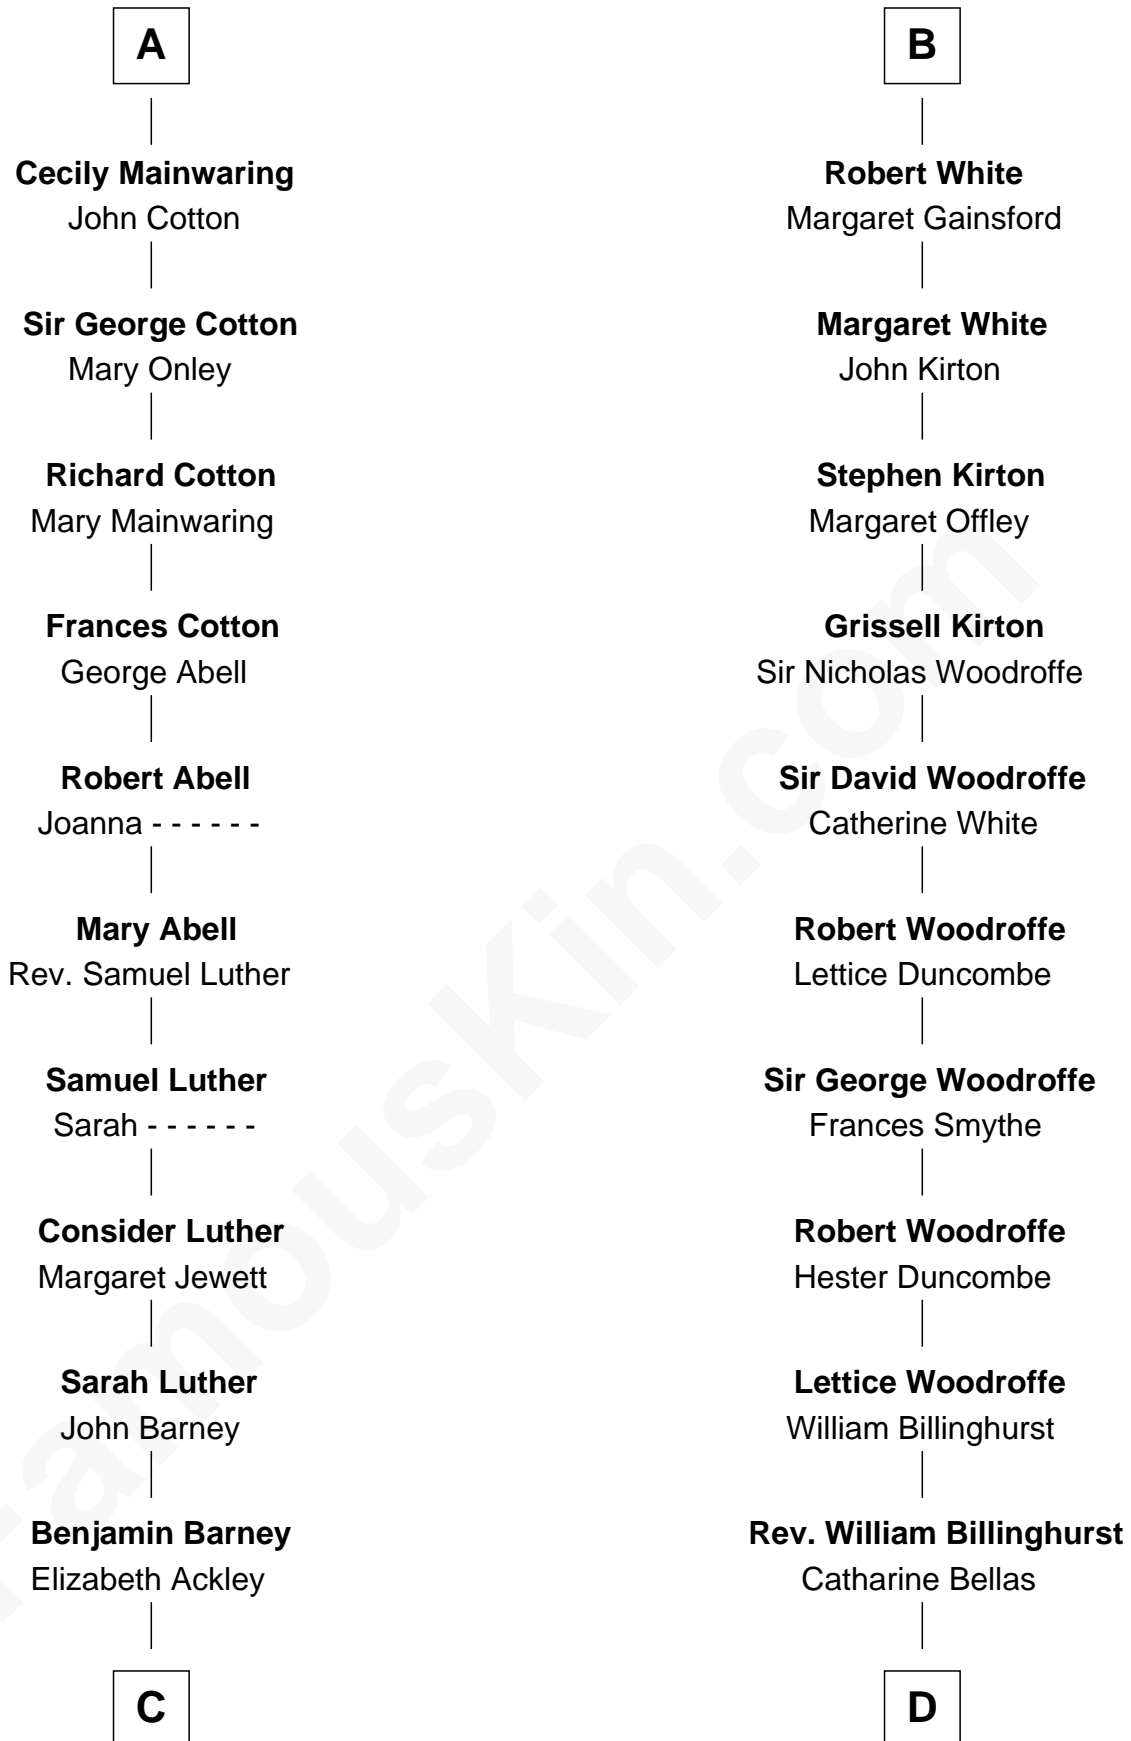 A
Cecily Mainwaring
John Cotton
Sir George Cotton
Mary Onley
Richard Cotton
Mary Mainwaring
Frances Cotton
George Abell
Robert Abell
Joanna - - - - - -
Mary Abell
Rev. Samuel Luther
Samuel Luther
Sarah - - - - - -
Consider Luther
Margaret Jewett
Sarah Luther
John Barney
Benjamin Barney
Elizabeth Ackley
C
B
Robert White
Margaret Gainsford
Margaret White
John Kirton
Stephen Kirton
Margaret Offley
Grissell Kirton
Sir Nicholas Woodroffe
Sir David Woodroffe
Catherine White
Robert Woodroffe
Lettice Duncombe
Sir George Woodroffe
Frances Smythe
Robert Woodroffe
Hester Duncombe
Lettice Woodroffe
William Billinghurst
Rev. William Billinghurst
Catharine Bellas
D
FamousKin.com